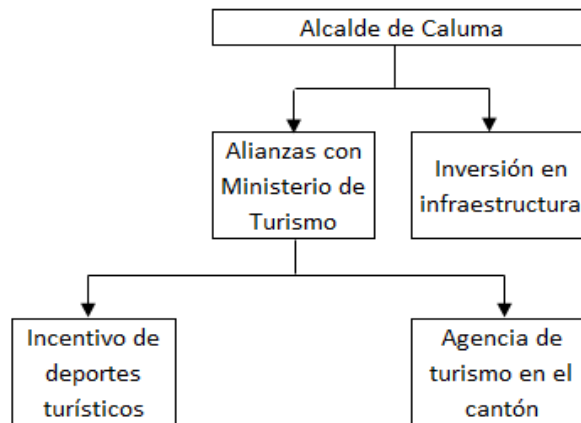 Alcalde de Caluma
Alianzas con
Ministerio de
Turismo
Inversión en
infraestructura
Incentivo de
deportes
turísticos
Agencia de
turismo en el
cantón